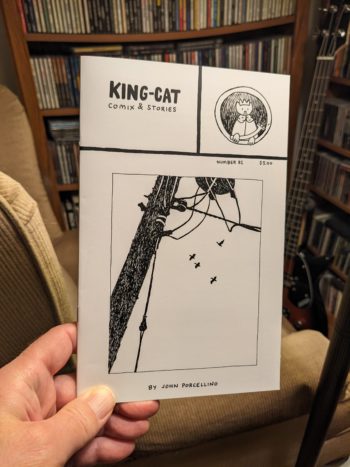 KING-CAT
COMIX & STORIES
NUMBER 82
$5.00
BY JOHN PORCELLINO